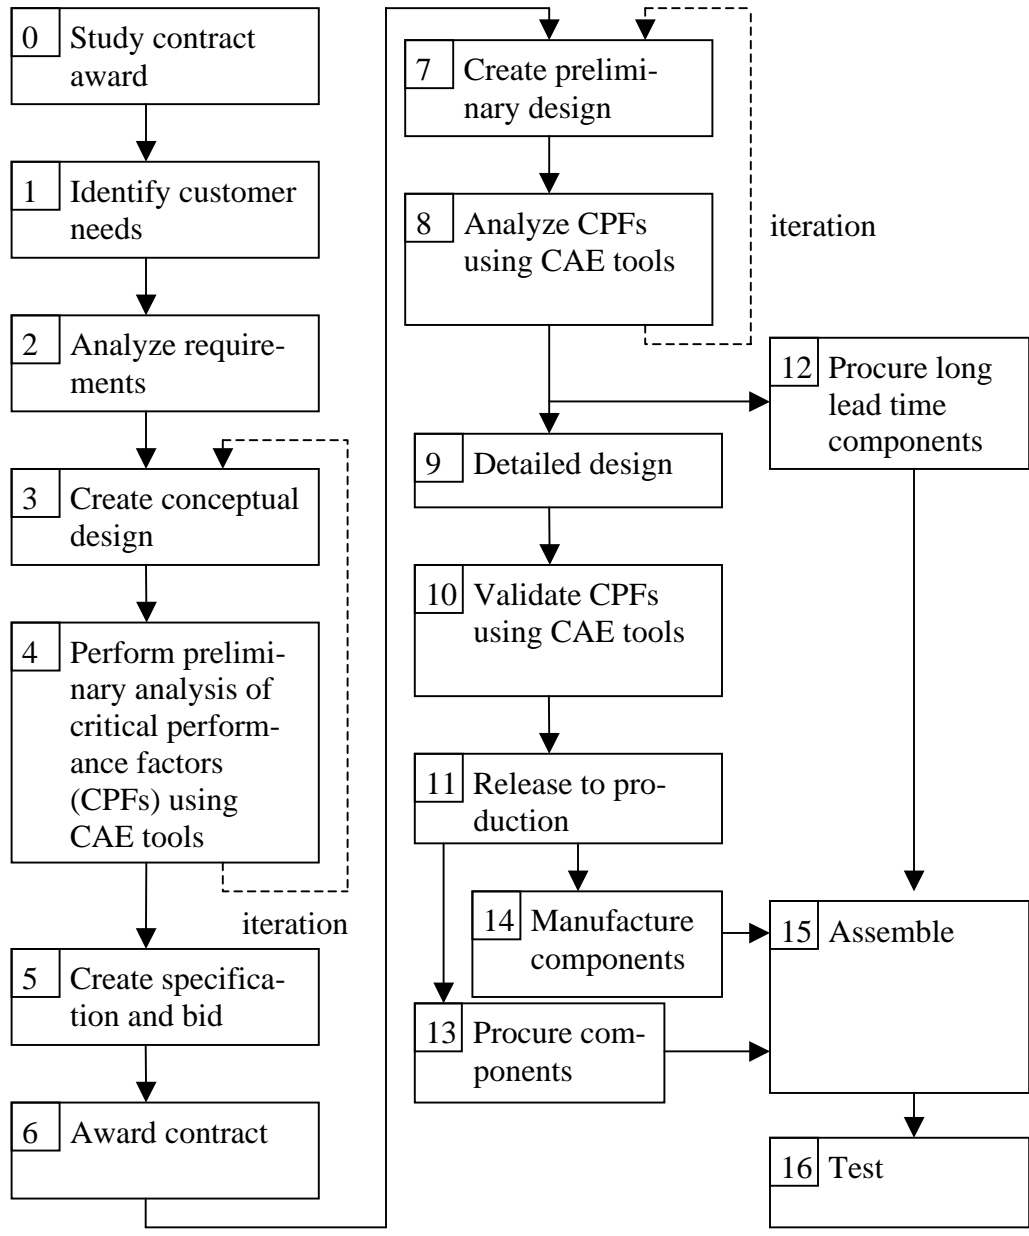 0 Study contract
award
1 Identify customer
needs
2 Analyze require-
ments
3 Create conceptual
design
4 Perform prelimi-
nary analysis of
critical perform-
ance factors
(CPFs) using
CAE tools
iteration
5 Create specifica-
tion and bid
6 Award contract
7 Create prelimi-
nary design
8 Analyze CPFs
using CAE tools
iteration
12 Procure long
lead time
components
9 Detailed design
10 Validate CPFs
using CAE tools
11 Release to pro-
duction
14 Manufacture
components
13 Procure com-
ponents
15 Assemble
16 Test